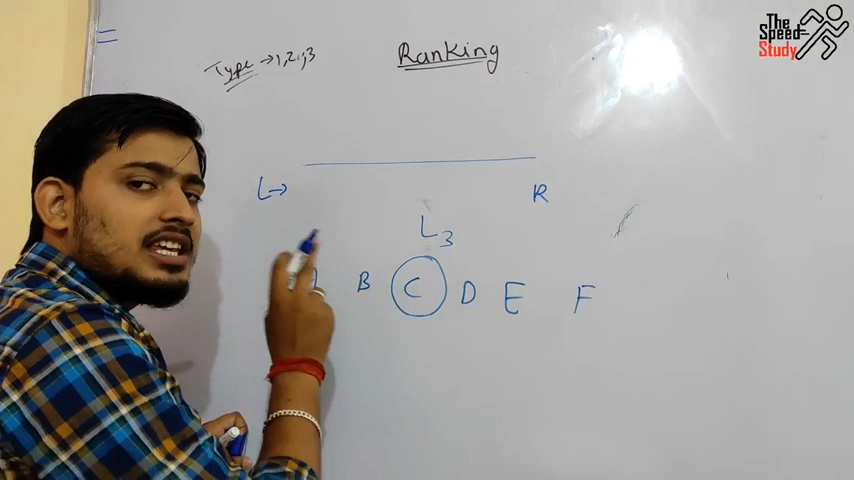 The
Speed
Study
=
Type → 1,2,,3
Ranking
L→ R
L3
B C D E F